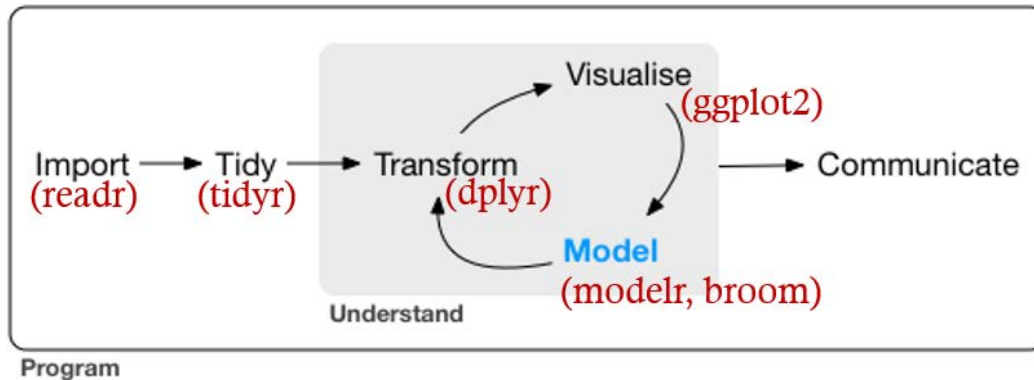 Visualise
(ggplot2)
Import
(readr)
Tidy
(tidyr)
Transform
(dplyr)
Communicate
Model
(modelr, broom)
Understand
Program